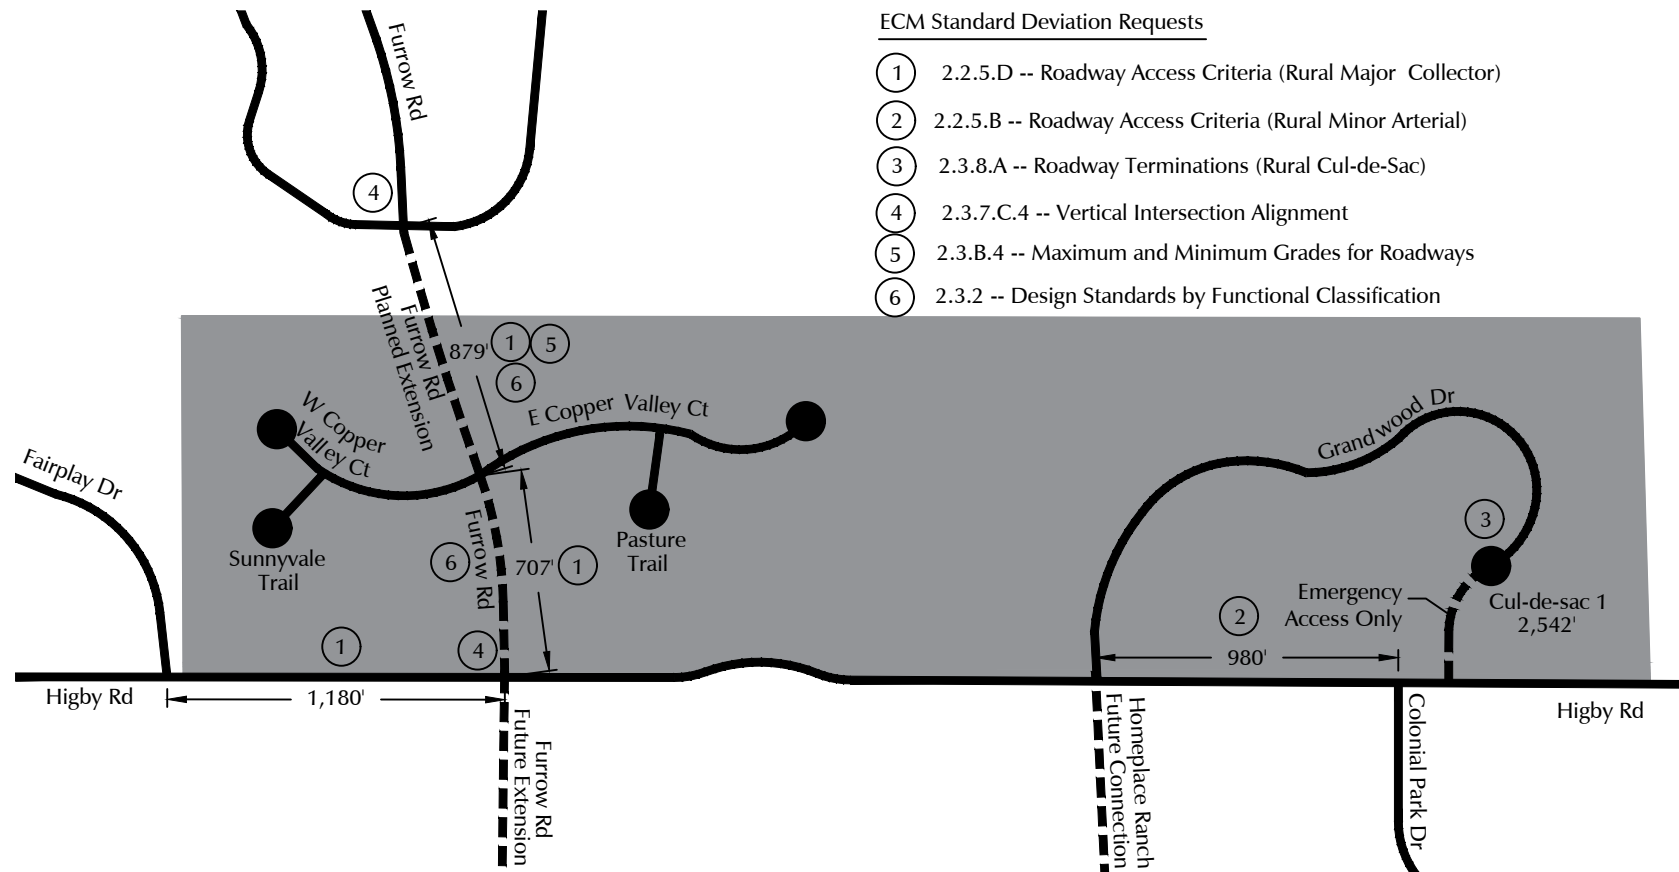 ECM Standard Deviation Requests
1 2.2.5.D -- Roadway Access Criteria (Rural Major Collector)
2 2.2.5.B -- Roadway Access Criteria (Rural Minor Arterial)
3 2.3.8.A -- Roadway Terminations (Rural Cul-de-Sac)
4 2.3.7.C.4 -- Vertical Intersection Alignment
5 2.3.B.4 -- Maximum and Minimum Grades for Roadways
6 2.3.2 -- Design Standards by Functional Classification
Furrow Rd
4
Furrow Rd
Planned Extension
879'
1
5
6
W Copper
Valley Ct
E Copper Valley Ct
Fairplay Dr
Sunnyvale
Trail
Pasture
Trail
Furrow Rd
6
707'
1
1
4
Grandwood Dr
3
Emergency
Access Only
Cul-de-sac 1
2,542'
2
980'
Higby Rd
1,180'
Higby Rd
Furrow Rd
Future Extension
Homeplace Ranch
Future Connection
Colonial Park Dr